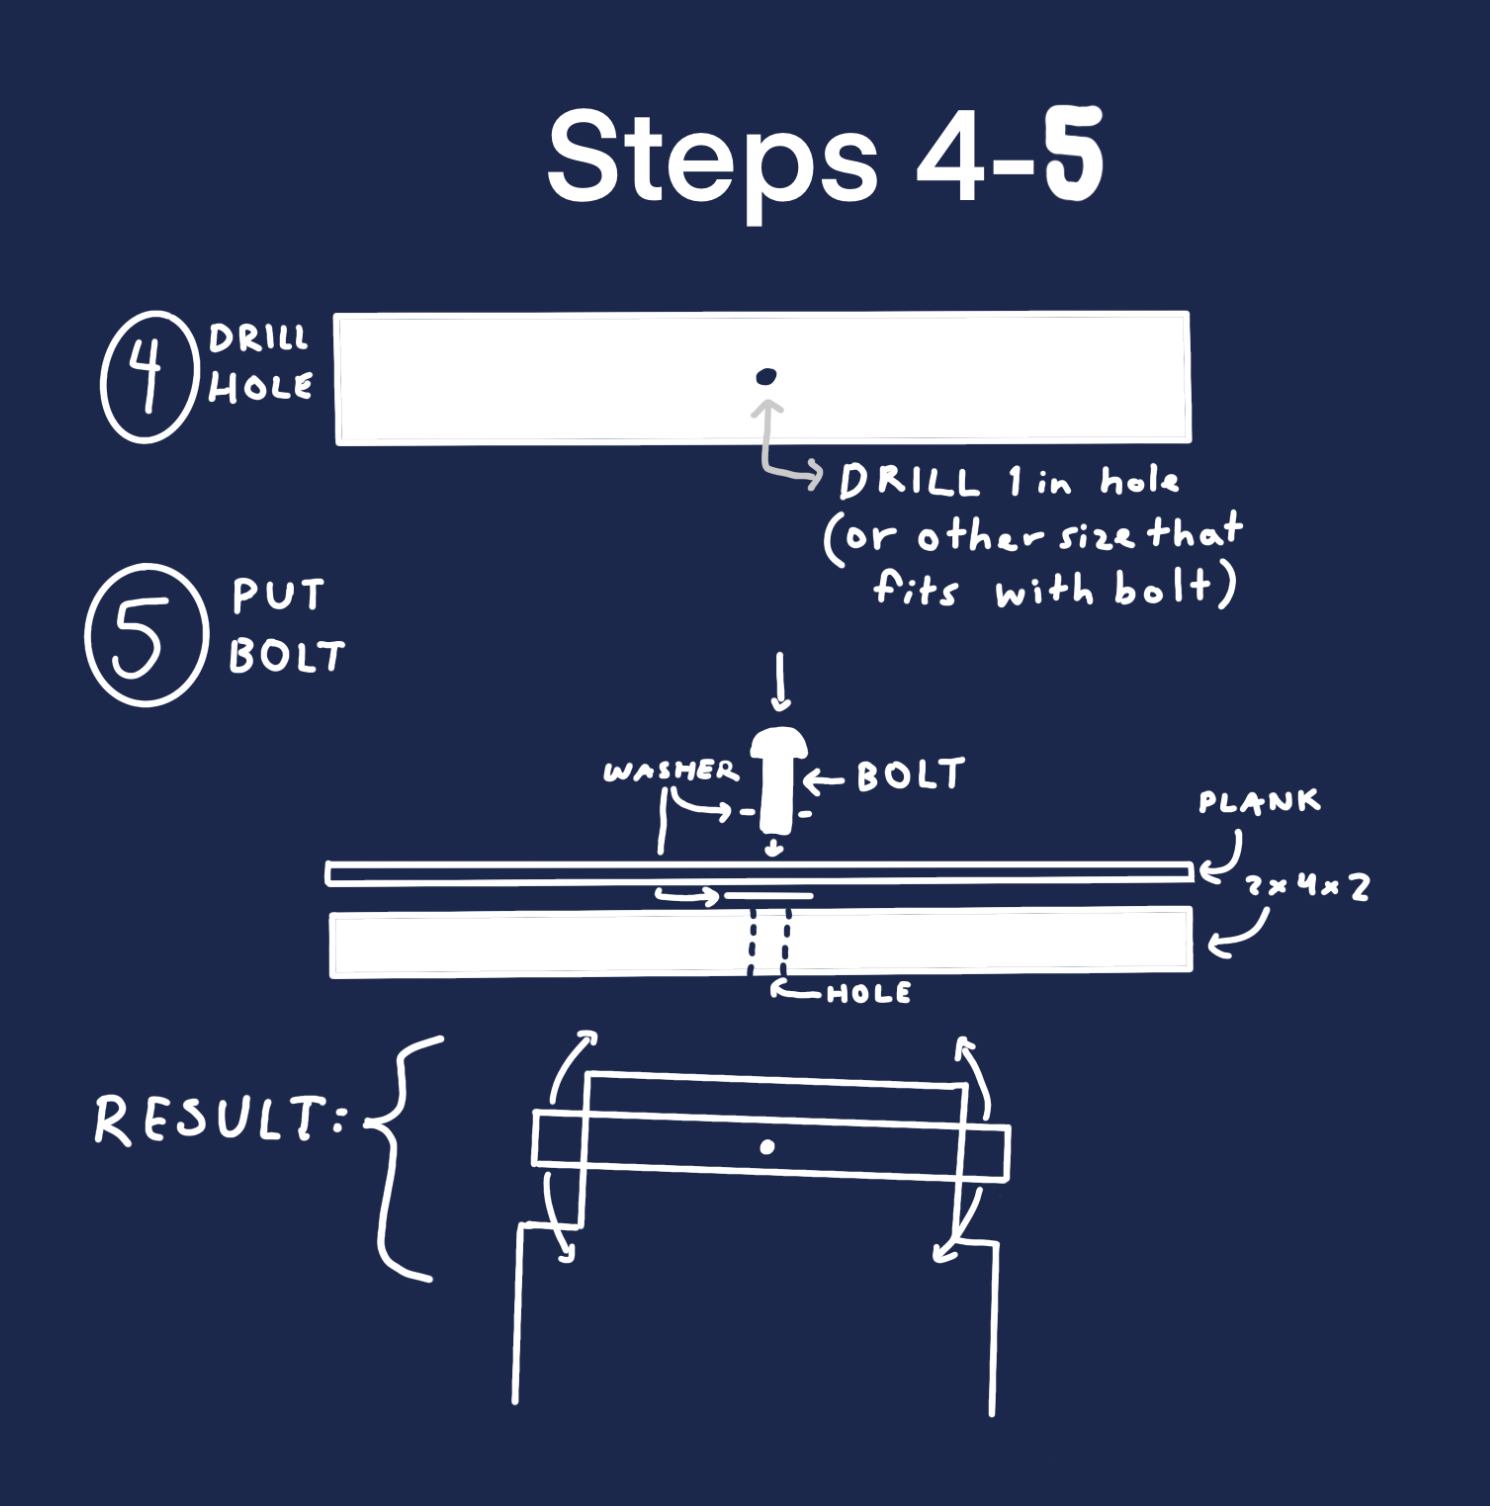 Steps 4-5
4
DRILL
HOLE
DRILL 1 in hole
(or other size that
fits with bolt)
5
PUT
BOLT
WASHER
BOLT
PLANK
2x4x2
HOLE
RESULT: